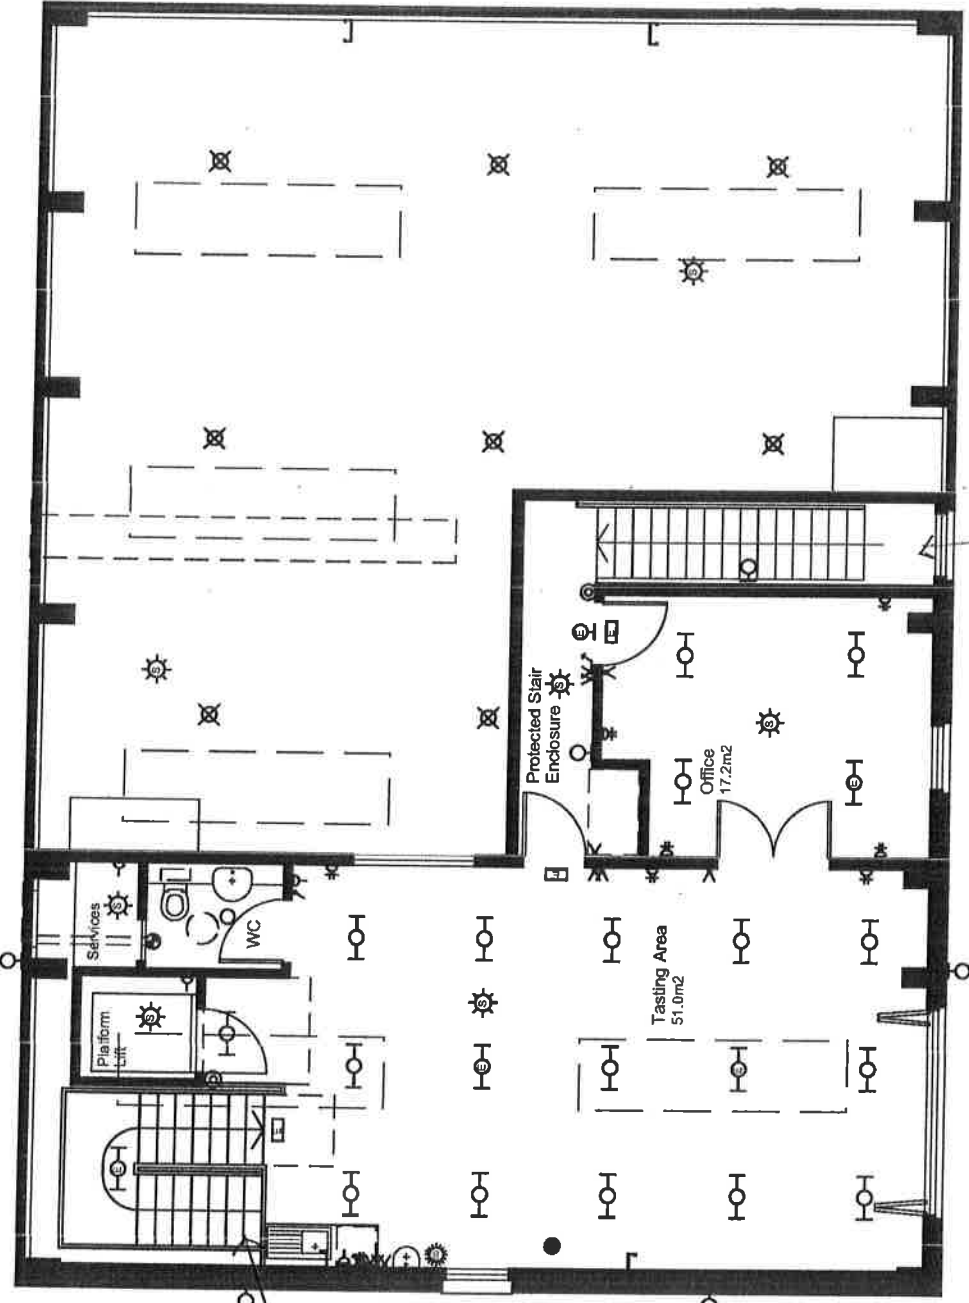 Protected Stair
Enclosure
Office
17.2m2
Services
WC
Tasting Area
51.0m2
Platform
Lift
S
S
S
S
S
S
S
S
E
E
E
E
E
E
E